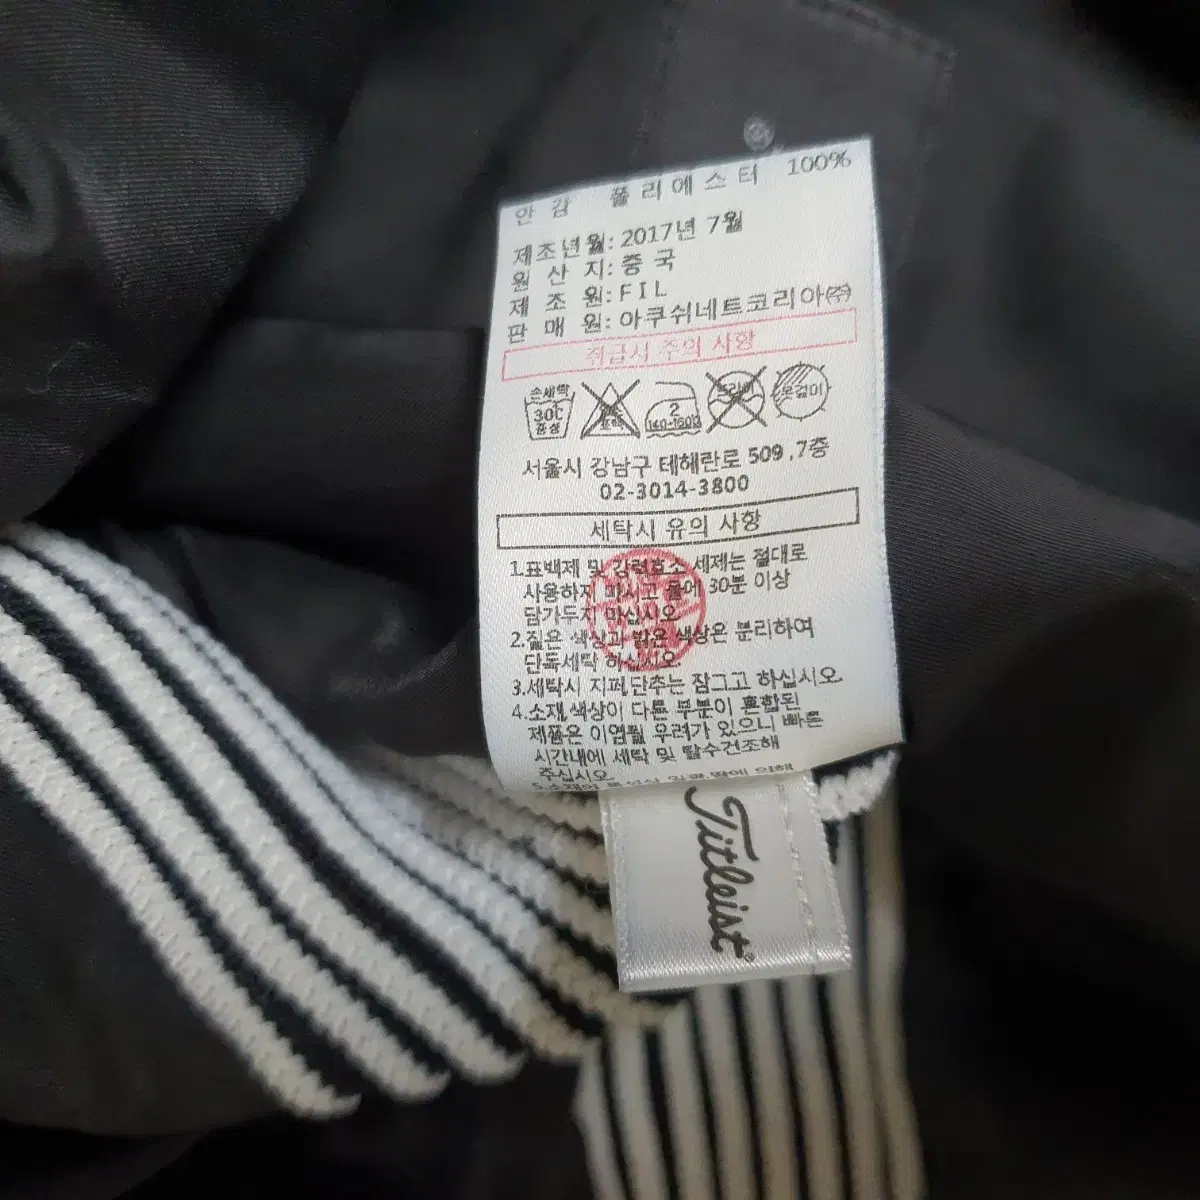 안 감 폴리에스터 100%
제조년월: 2017년 7월
원 산 지: 중 국
제 조 원: FIL
판 매 원: 아쿠쉬네트코리아㈜
취급시 주의 사항
손세탁
30℃
중성
2
140~160℃
드라이
옷걸이
서울시 강남구 테헤란로 509 ,7층
02-3014-3800
세탁시 유의 사항
1.표백제 및 강력효소 세제는 절대로
사용하지 마시고 물에 30분 이상
담가두지 마십시오.
2.짙은 색상과 밝은 색상은 분리하여
단독세탁 하십시오.
3.세탁시 지퍼,단추는 잠그고 하십시오.
4.소재,색상이 다른 부분이 혼합된
제품은 이염될 우려가 있으니 빠른
시간내에 세탁 및 탈수건조해
주십시오.
Titleist